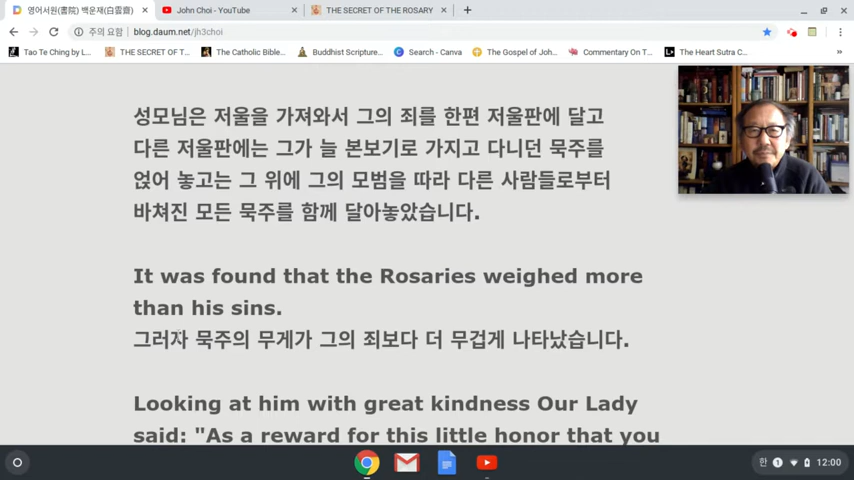 영어서원(書院) 백운재(白雲齋)
John Choi - YouTube
THE SECRET OF THE ROSARY
주의 요함
blog.daum.net/jh3choi
Tao Te Ching by L...
THE SECRET OF T...
The Catholic Bible...
Buddhist Scripture...
Search - Canva
The Gospel of Joh...
Commentary On T...
The Heart Sutra C...
성모님은 저울을 가져와서 그의 죄를 한편 저울판에 달고
다른 저울판에는 그가 늘 본보기로 가지고 다니던 묵주를
얹어 놓고는 그 위에 그의 모범을 따라 다른 사람들로부터
바쳐진 모든 묵주를 함께 달아놓았습니다.
It was found that the Rosaries weighed more
than his sins.
그러자 묵주의 무게가 그의 죄보다 더 무겁게 나타났습니다.
Looking at him with great kindness Our Lady
said: "As a reward for this little honor that you
한
1
12:00